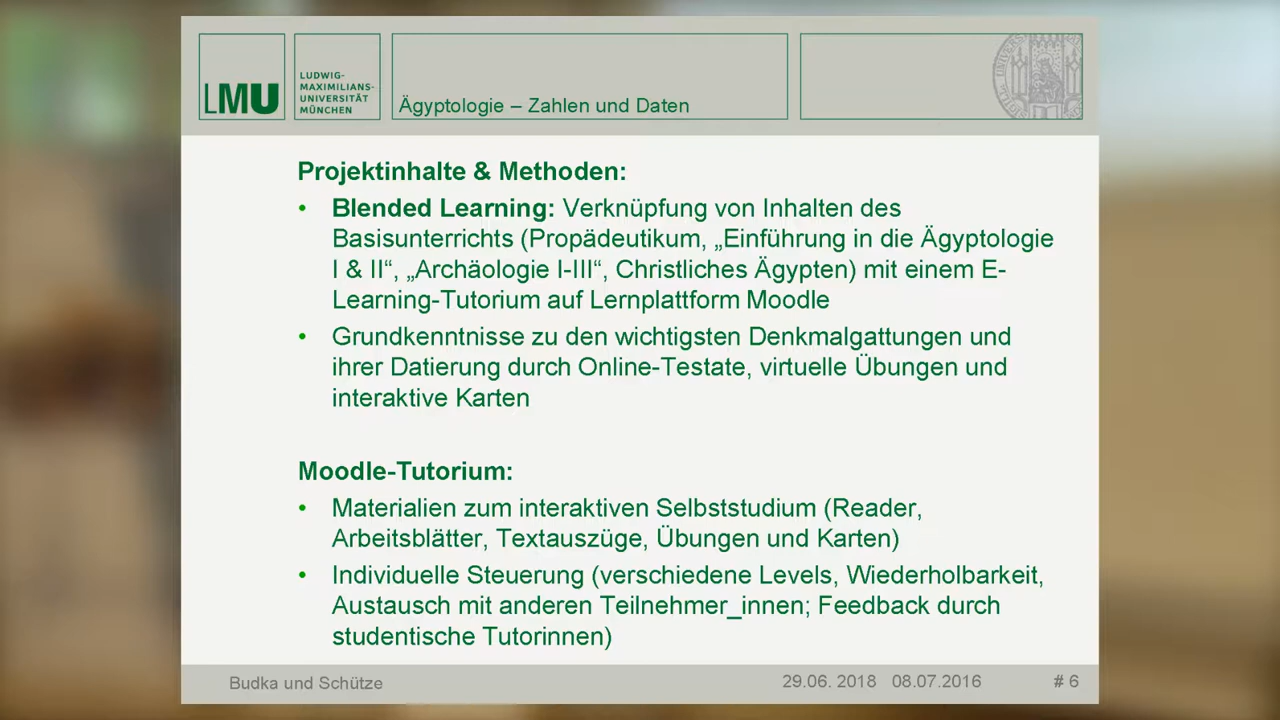 LMU
LUDWIG-
MAXIMILIANS-
UNIVERSITÄT
MÜNCHEN
Ägyptologie – Zahlen und Daten
Projektinhalte & Methoden:
• Blended Learning: Verknüpfung von Inhalten des
Basisunterrichts (Propädeutikum, „Einführung in die Ägyptologie
I & II“, „Archäologie I-III“, Christliches Ägypten) mit einem E-
Learning-Tutorium auf Lernplattform Moodle
• Grundkenntnisse zu den wichtigsten Denkmalgattungen und
ihrer Datierung durch Online-Testate, virtuelle Übungen und
interaktive Karten
Moodle-Tutorium:
• Materialien zum interaktiven Selbststudium (Reader,
Arbeitsblätter, Textauszüge, Übungen und Karten)
• Individuelle Steuerung (verschiedene Levels, Wiederholbarkeit,
Austausch mit anderen Teilnehmer_innen; Feedback durch
studentische Tutorinnen)
Budka und Schütze 29.06. 2018 08.07.2016 # 6